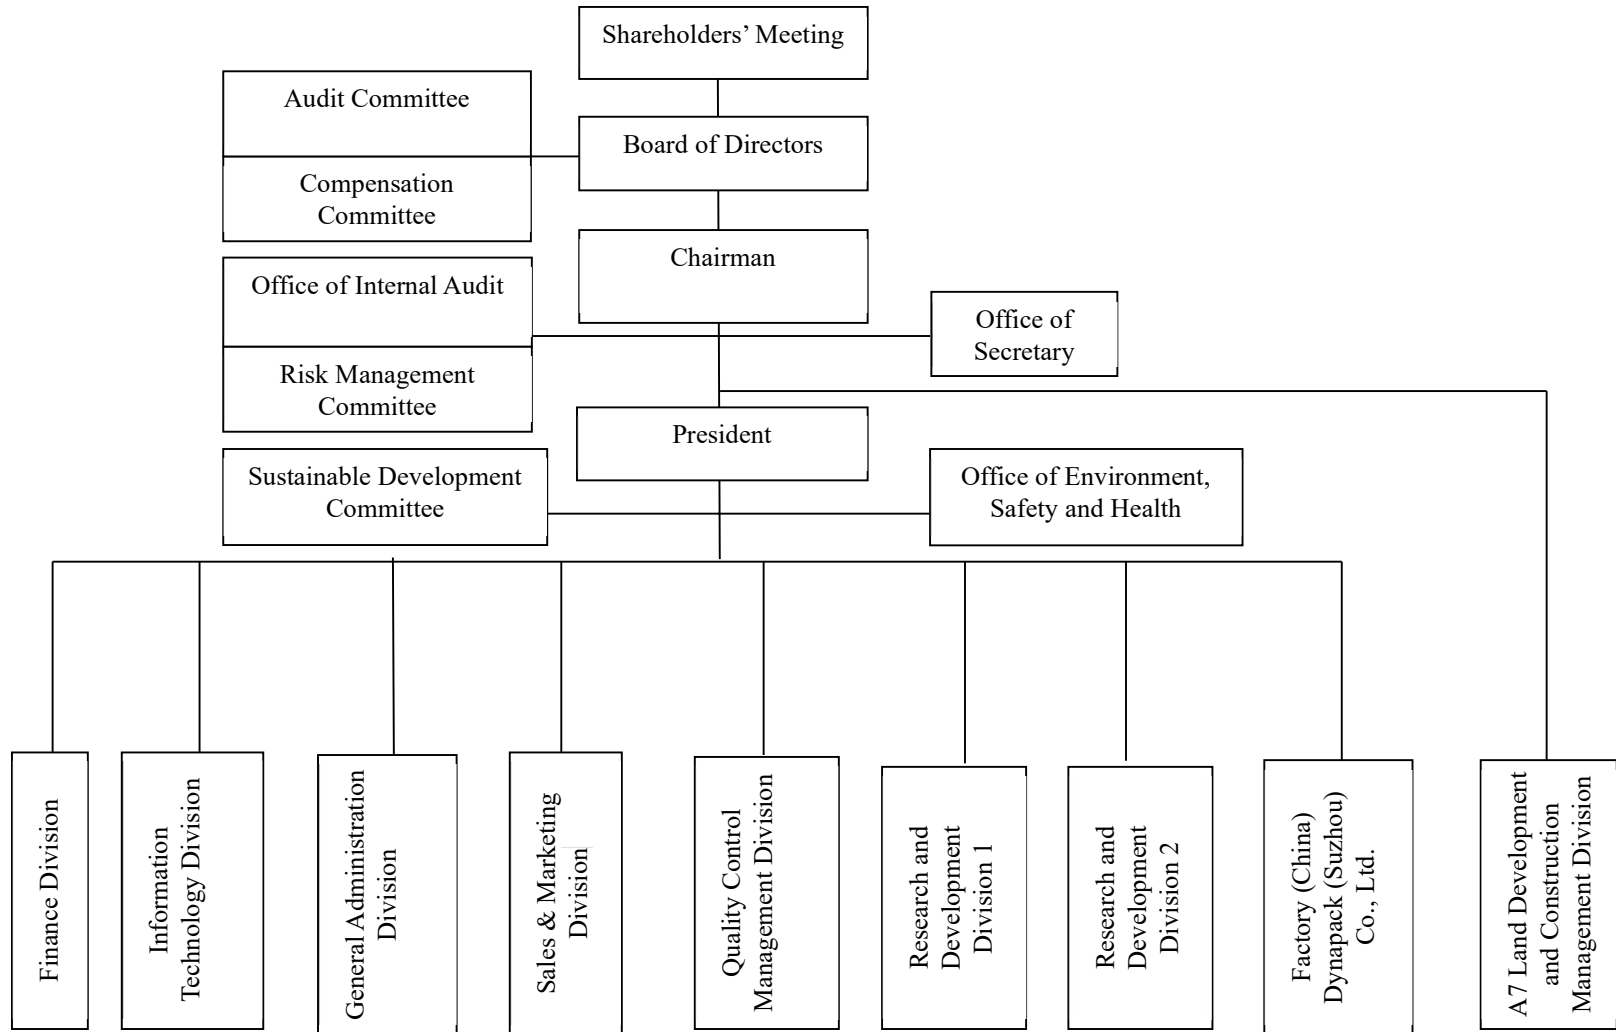 Shareholders’ Meeting
Audit Committee
Board of Directors
Compensation
Committee
Chairman
Office of Internal Audit
Office of
Secretary
Risk Management
Committee
President
Sustainable Development
Committee
Office of Environment,
Safety and Health
Finance Division
Information
Technology Division
General Administration
Division
Sales & Marketing
Division
Quality Control
Management Division
Research and
Development
Division 1
Research and
Development
Division 2
Factory (China)
Dynapack (Suzhou)
Co., Ltd.
A7 Land Development
and Construction
Management Division